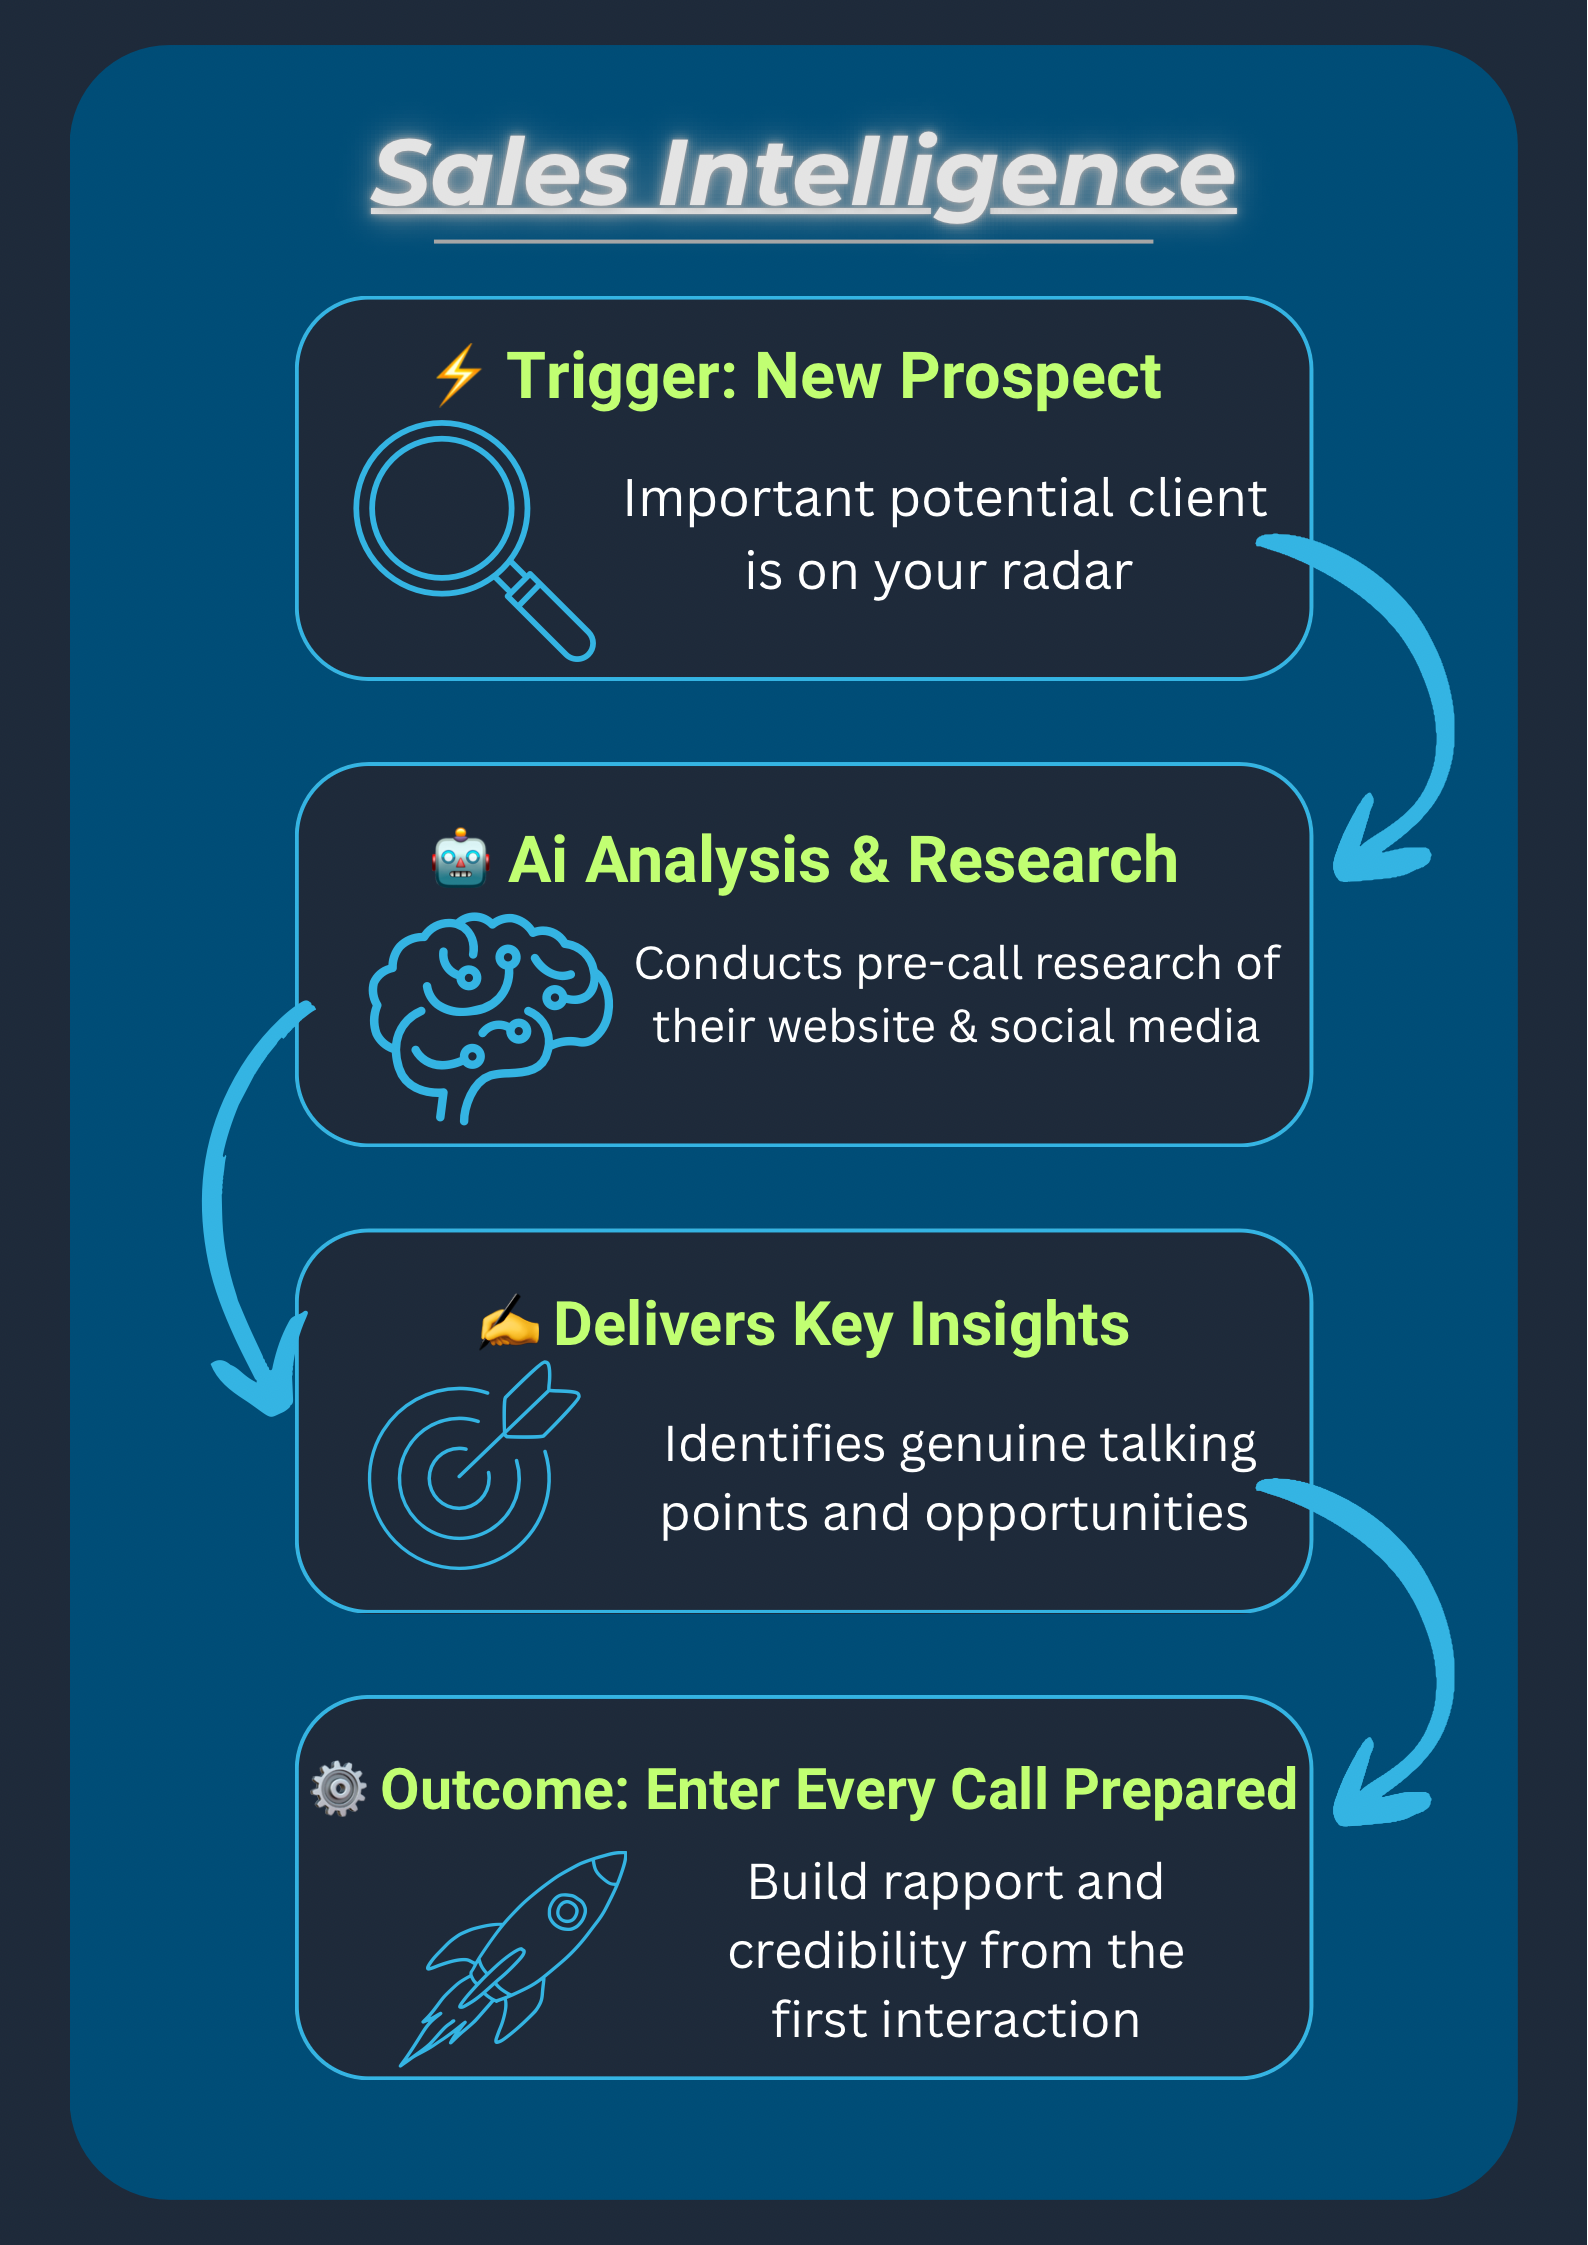 Sales Intelligence
⚡ Trigger: New Prospect
Important potential client
is on your radar
🤖 Ai Analysis & Research
Conducts pre-call research of
their website & social media
✍️ Delivers Key Insights
Identifies genuine talking
points and opportunities
⚙️ Outcome: Enter Every Call Prepared
Build rapport and
credibility from the
first interaction